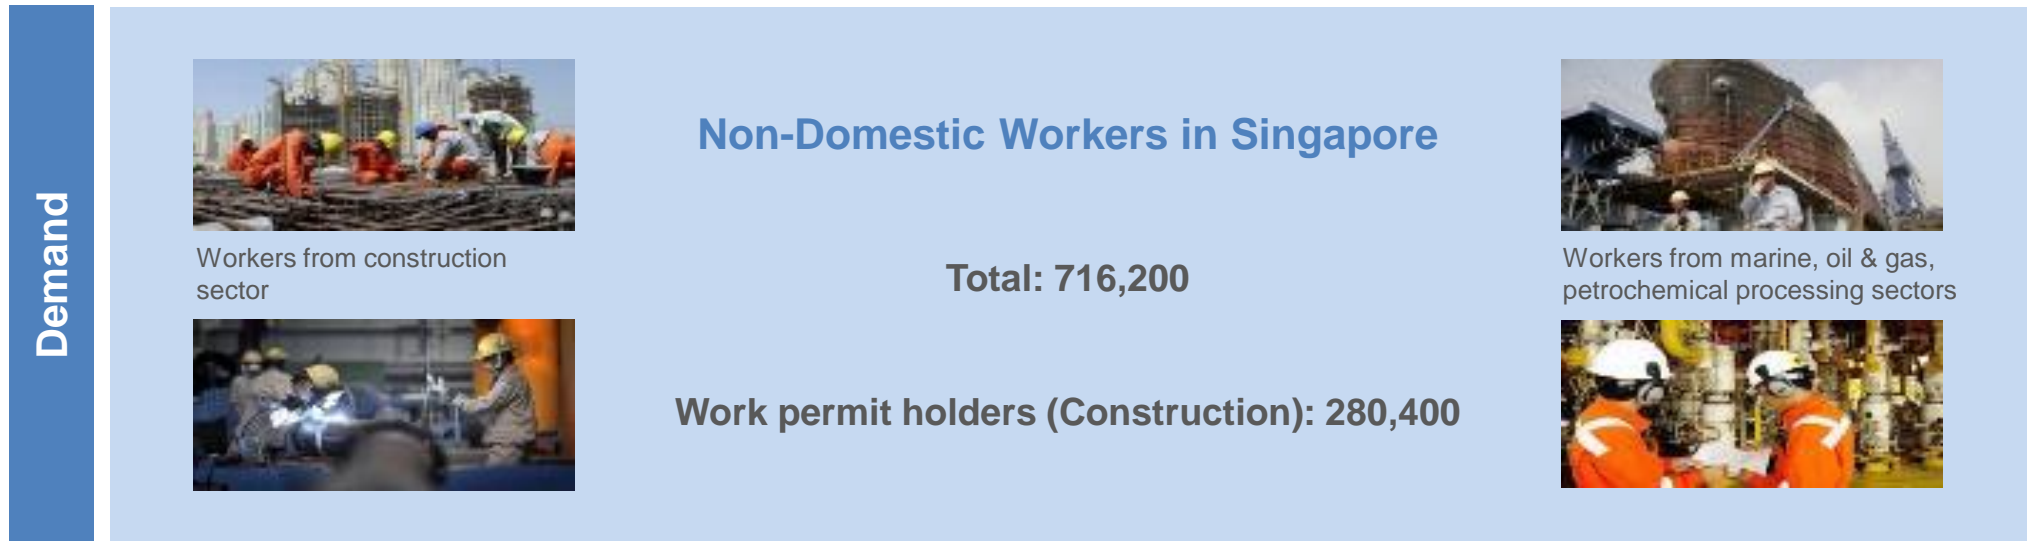 Demand
Non-Domestic Workers in Singapore
Workers from construction
sector
Total: 716,200
Workers from marine, oil & gas,
petrochemical processing sectors
Work permit holders (Construction): 280,400